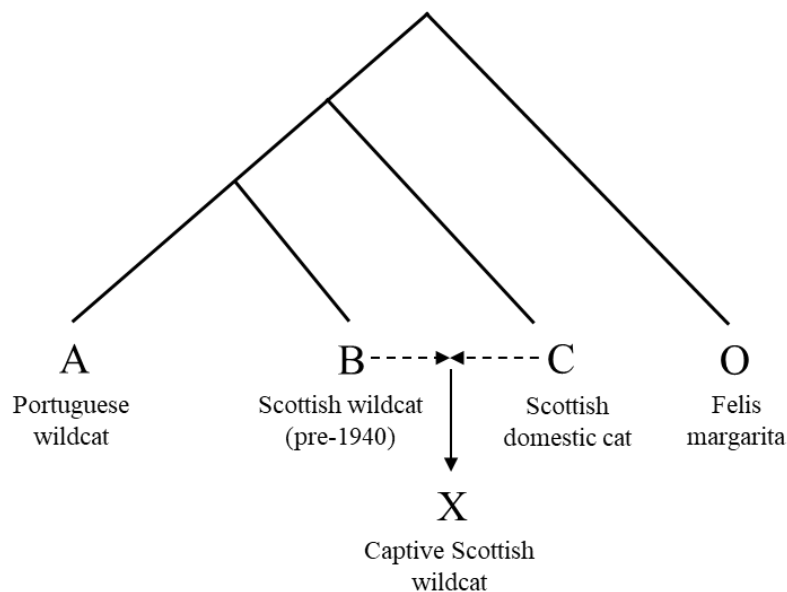 A
B
C
O
Portuguese
wildcat
Scottish wildcat
(pre-1940)
Scottish
domestic cat
Felis
margarita
X
Captive Scottish
wildcat